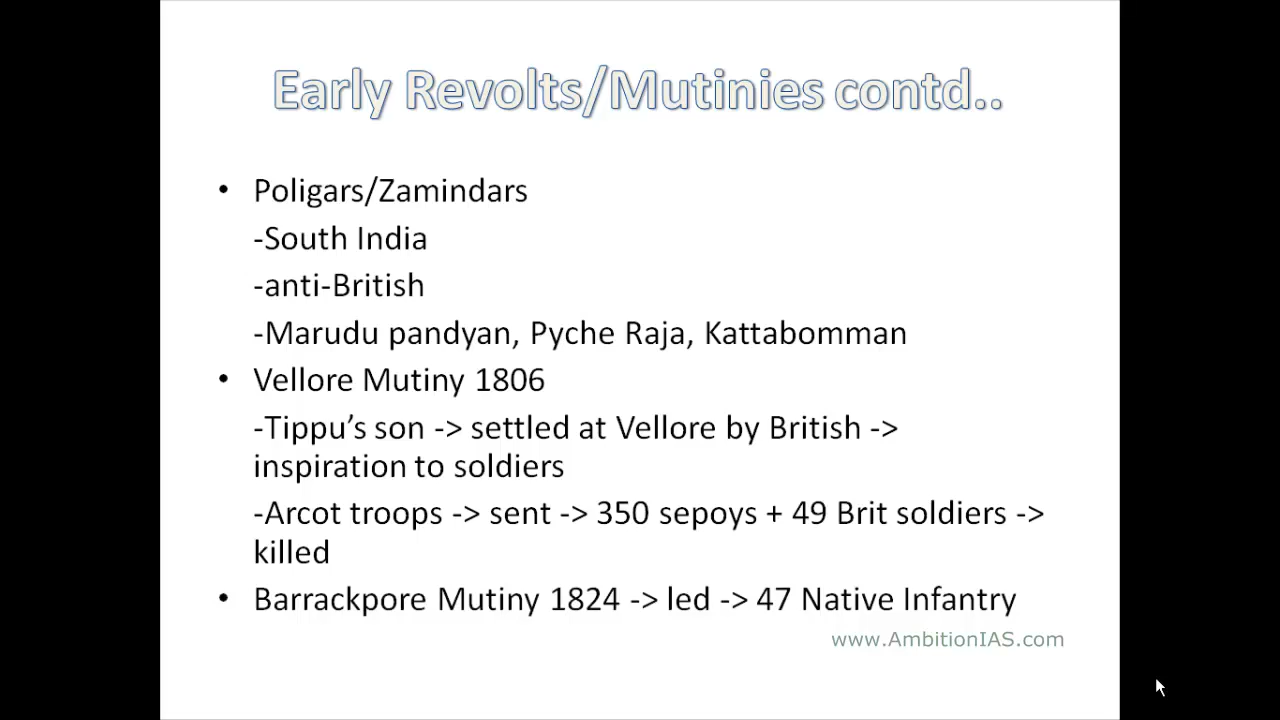 Early Revolts/Mutinies contd..
• Poligars/Zamindars
-South India
-anti-British
-Marudu pandyan, Pyche Raja, Kattabomman
• Vellore Mutiny 1806
-Tippu’s son -> settled at Vellore by British ->
inspiration to soldiers
-Arcot troops -> sent -> 350 sepoys + 49 Brit soldiers ->
killed
• Barrackpore Mutiny 1824 -> led -> 47 Native Infantry
www.AmbitionIAS.com